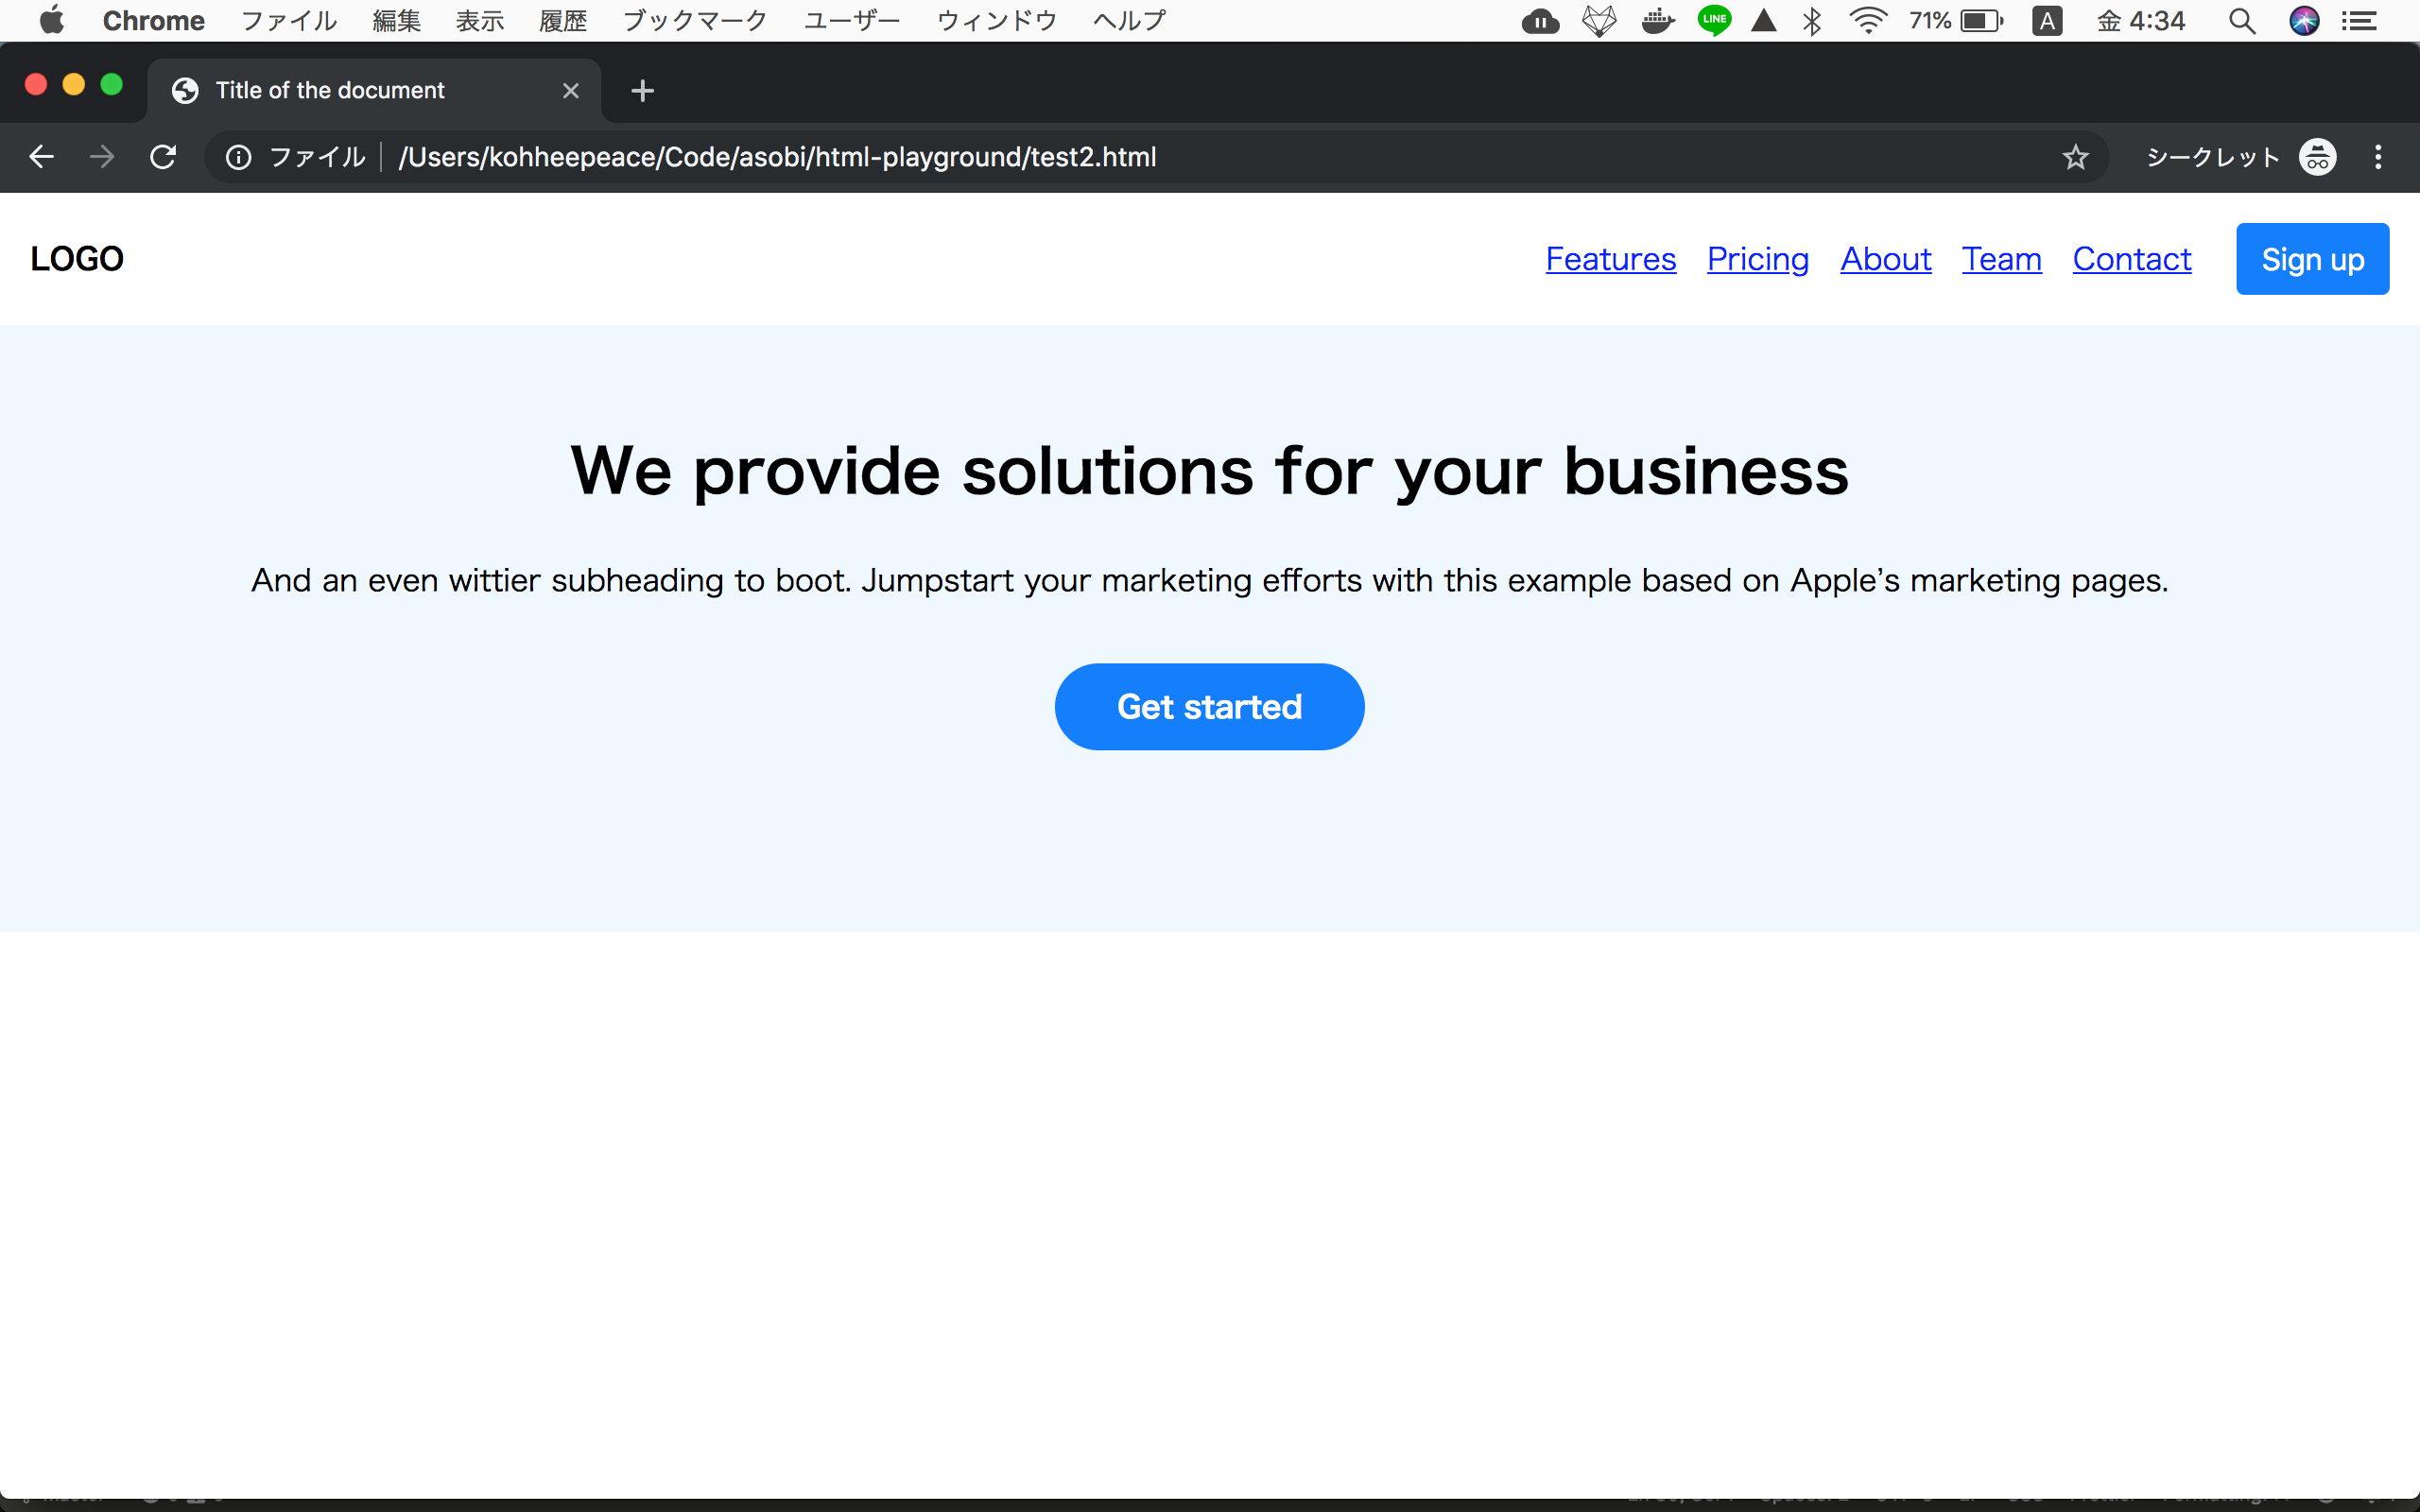 Chrome ファイル 編集 表示 履歴 ブックマーク ユーザー ウィンドウ ヘルプ LINE 71% A 金 4:34
Title of the document
ファイル /Users/kohheepeace/Code/asobi/html-playground/test2.html シークレット
LOGO Features Pricing About Team Contact Sign up
We provide solutions for your business
And an even wittier subheading to boot. Jumpstart your marketing efforts with this example based on Apple’s marketing pages.
Get started